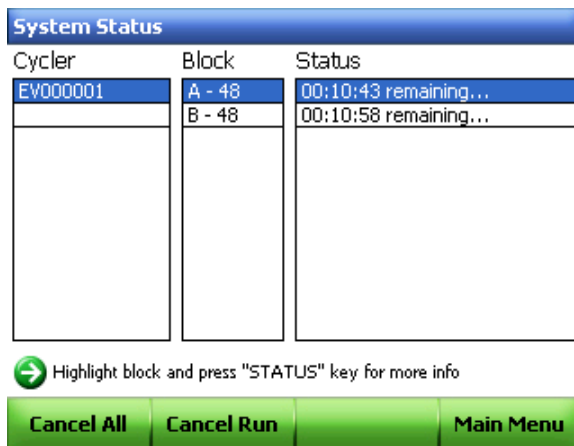 System Status
Cycler Block Status
EV000001 A - 48 00:10:43 remaining...
B - 48 00:10:58 remaining...
Highlight block and press "STATUS" key for more info
Cancel All Cancel Run Main Menu